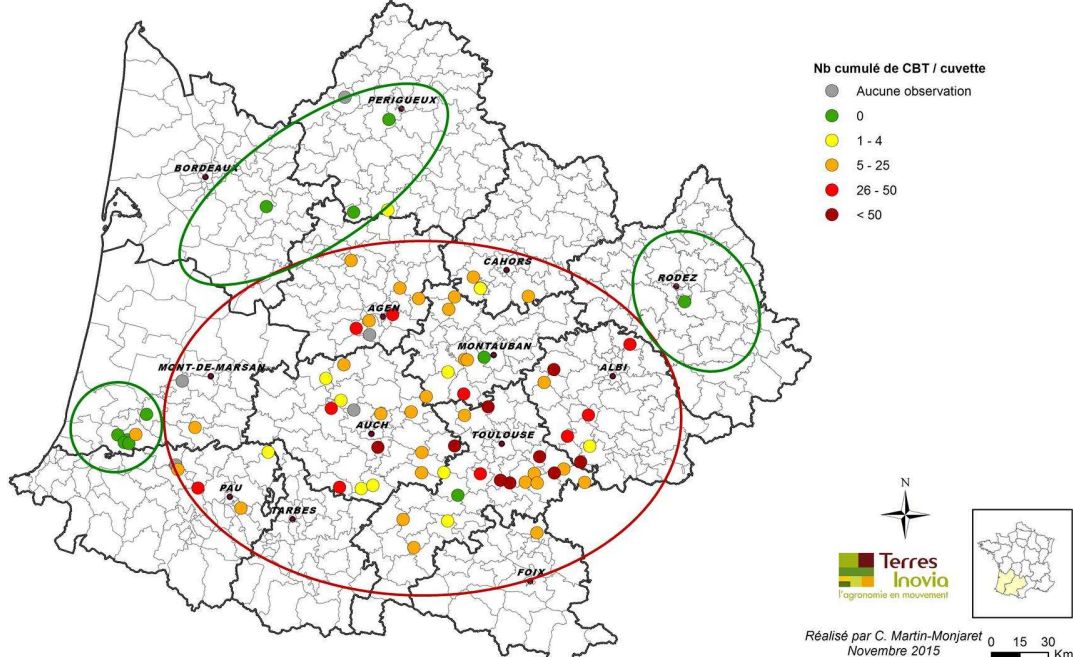 PERIGUEUX
BORDEAUX
CAHORS
RODEZ
AGEN
MONTAUBAN
MONT-DE-MARSAN
ALBI
AUCH
TOULOUSE
PAU
TARBES
FOIX
Nb cumulé de CBT / cuvette
Aucune observation
0
1 - 4
5 - 25
26 - 50
< 50
N
Terres
Inovia
l'agronomie en mouvement
Réalisé par C. Martin-Monjaret
Novembre 2015
0 15 30
Km